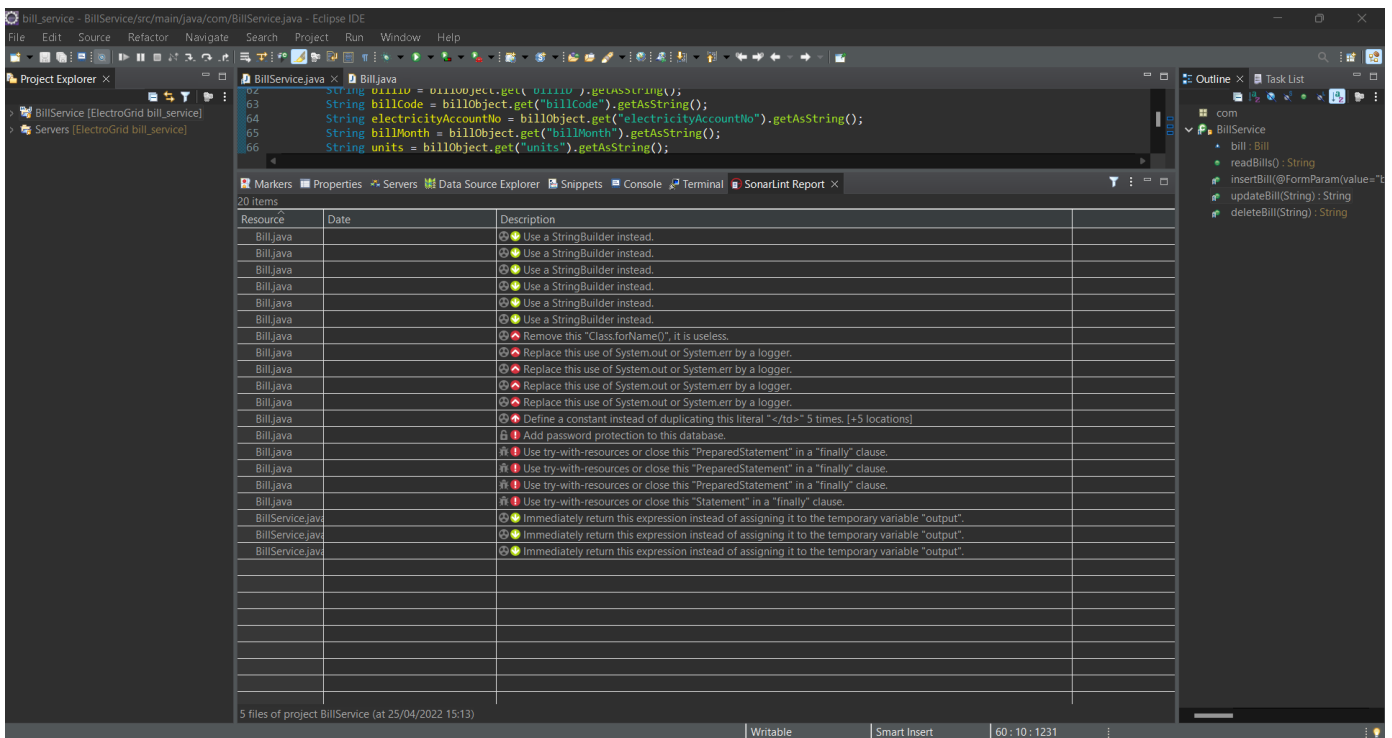 bill_service - BillService/src/main/java/com/BillService.java - Eclipse IDE
File Edit Source Refactor Navigate Search Project Run Window Help
Project Explorer
BillService [ElectroGrid bill_service]
Servers [ElectroGrid bill_service]
BillService.java Bill.java
62 String billID = billObject.get("billID").getAsString();
63 String billCode = billObject.get("billCode").getAsString();
64 String electricityAccountNo = billObject.get("electricityAccountNo").getAsString();
65 String billMonth = billObject.get("billMonth").getAsString();
66 String units = billObject.get("units").getAsString();
Markers Properties Servers Data Source Explorer Snippets Console Terminal SonarLint Report
20 items
Resource Date Description
Bill.java Use a StringBuilder instead.
Bill.java Use a StringBuilder instead.
Bill.java Use a StringBuilder instead.
Bill.java Use a StringBuilder instead.
Bill.java Use a StringBuilder instead.
Bill.java Use a StringBuilder instead.
Bill.java Remove this "Class.forName()", it is useless.
Bill.java Replace this use of System.out or System.err by a logger.
Bill.java Replace this use of System.out or System.err by a logger.
Bill.java Replace this use of System.out or System.err by a logger.
Bill.java Replace this use of System.out or System.err by a logger.
Bill.java Define a constant instead of duplicating this literal "</td>" 5 times. [+5 locations]
Bill.java Add password protection to this database.
Bill.java Use try-with-resources or close this "PreparedStatement" in a "finally" clause.
Bill.java Use try-with-resources or close this "PreparedStatement" in a "finally" clause.
Bill.java Use try-with-resources or close this "PreparedStatement" in a "finally" clause.
Bill.java Use try-with-resources or close this "Statement" in a "finally" clause.
BillService.java Immediately return this expression instead of assigning it to the temporary variable "output".
BillService.java Immediately return this expression instead of assigning it to the temporary variable "output".
BillService.java Immediately return this expression instead of assigning it to the temporary variable "output".
5 files of project BillService (at 25/04/2022 15:13)
Outline Task List
com
BillService
bill : Bill
readBills() : String
insertBill(@FormParam(value="b
updateBill(String) : String
deleteBill(String) : String
Writable Smart Insert 60 : 10 : 1231